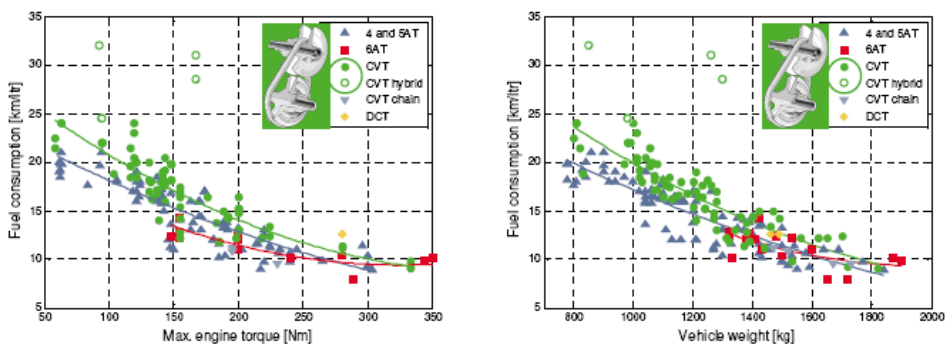 35
30
25
20
15
10
5
50
100
150
200
250
300
350
Fuel consumption [km/ltr]
Max. engine torque [Nm]
4 and 5AT
6AT
CVT
CVT hybrid
CVT chain
DCT
35
30
25
20
15
10
5
800
1000
1200
1400
1600
1800
2000
Fuel consumption [km/ltr]
Vehicle weight [kg]
4 and 5AT
6AT
CVT
CVT hybrid
CVT chain
DCT